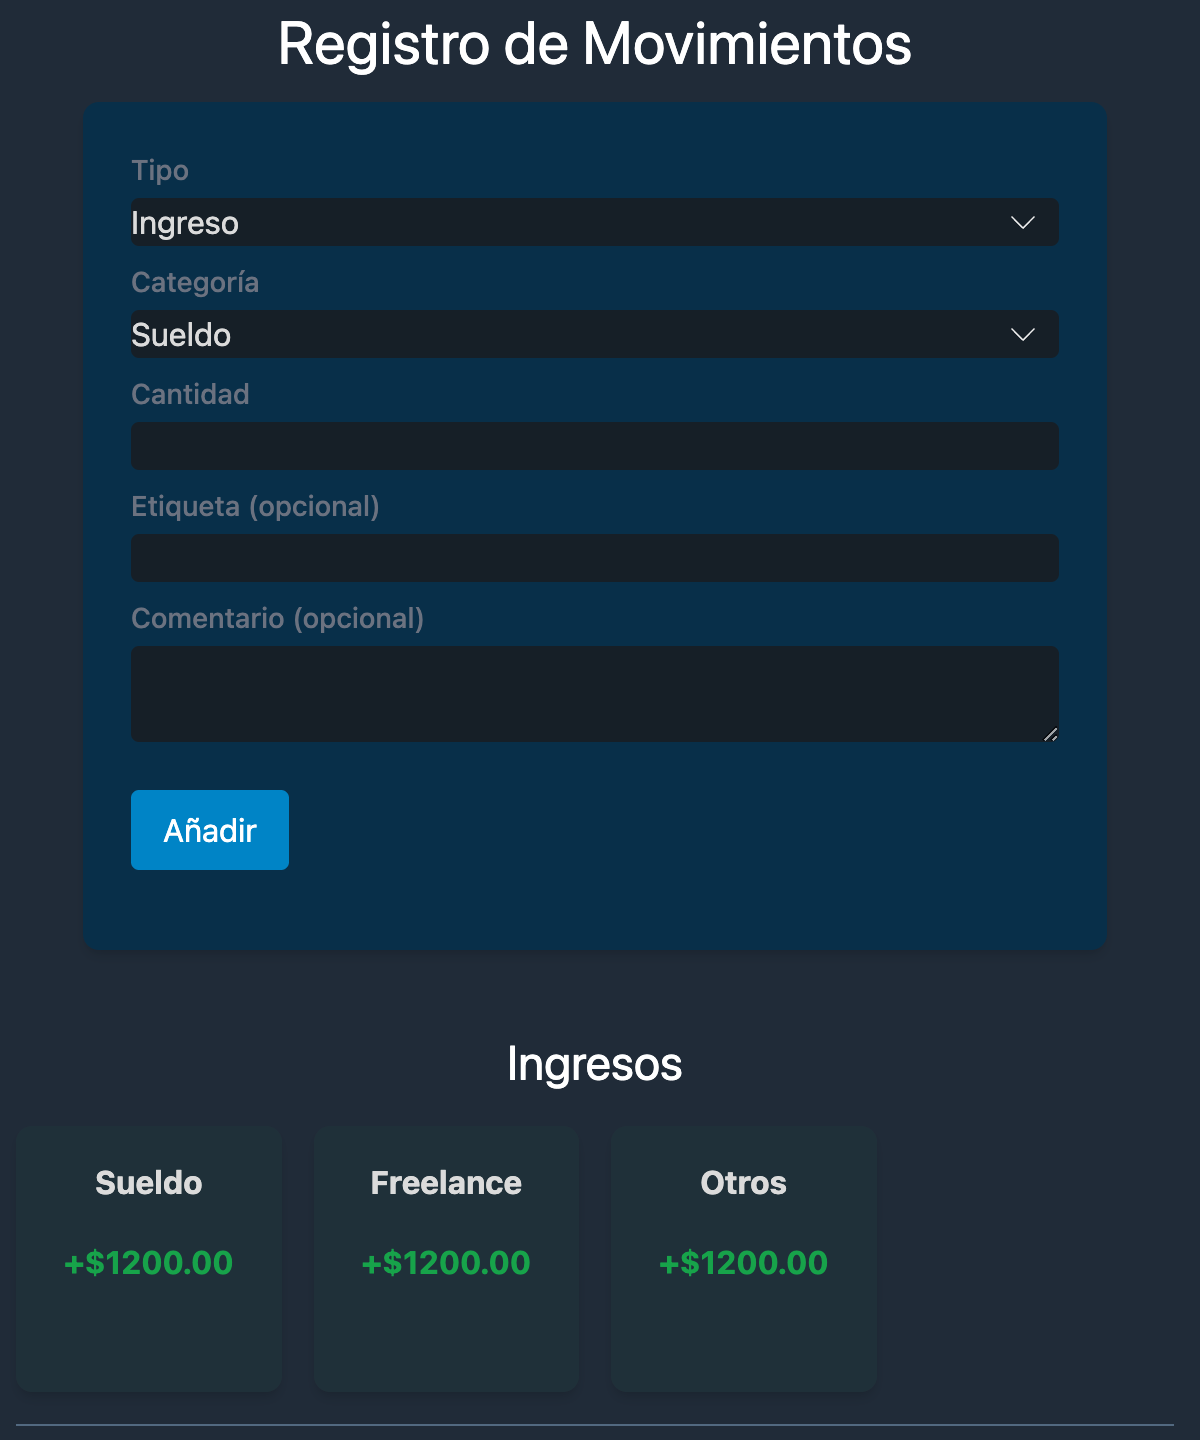 Registro de Movimientos
Tipo
Ingreso
Categoría
Sueldo
Cantidad
Etiqueta (opcional)
Comentario (opcional)
Añadir
Ingresos
Sueldo Freelance Otros
+$1200.00 +$1200.00 +$1200.00